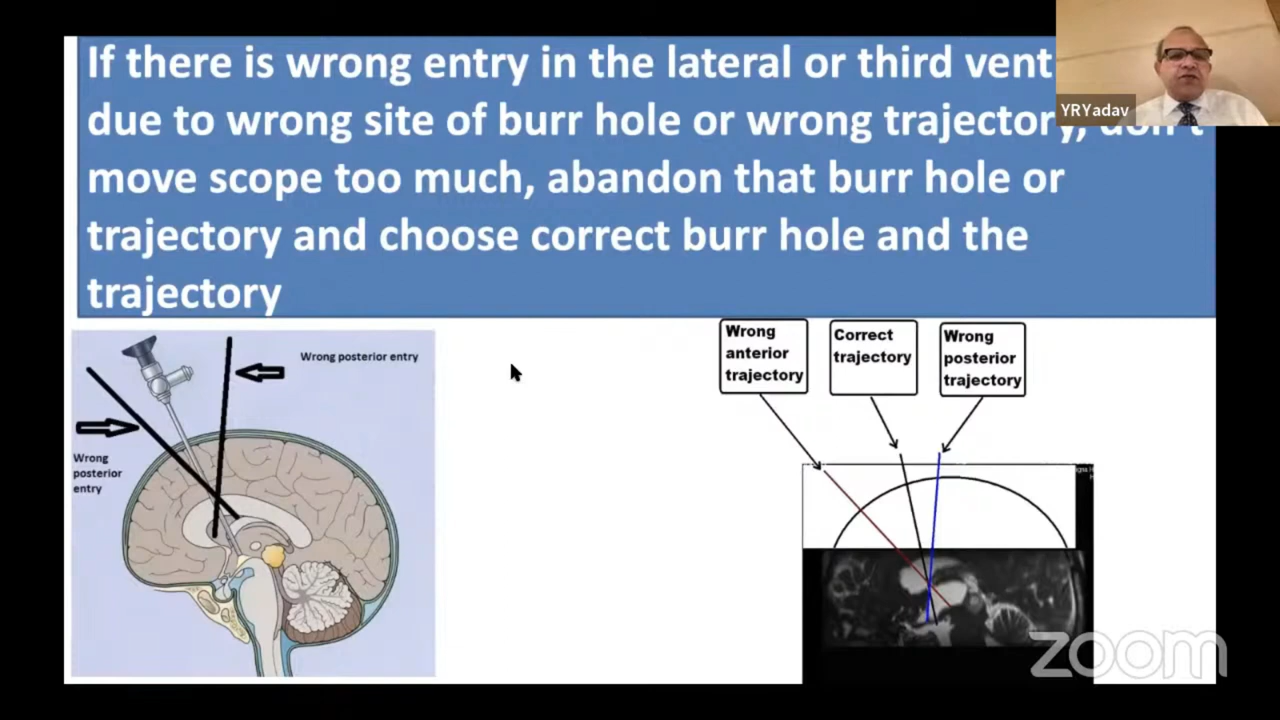 If there is wrong entry in the lateral or third vent
due to wrong site of burr hole or wrong trajectory, don't
move scope too much, abandon that burr hole or
trajectory and choose correct burr hole and the
trajectory
YRYadav
Wrong posterior entry
Wrong
posterior
entry
Wrong
anterior
trajectory
Correct
trajectory
Wrong
posterior
trajectory
zoom